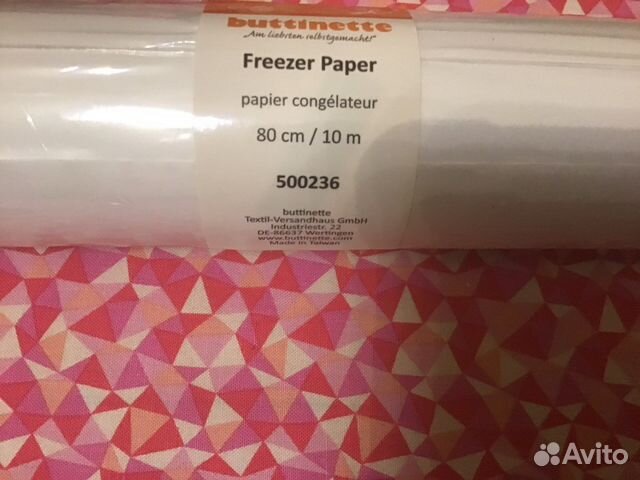 buttinette
"Am liebsten selbstgemacht!"
Freezer Paper
papier congélateur
80 cm / 10 m
500236
buttinette
Textil-Versandhaus GmbH
Industriestr. 22
DE-86637 Wertingen
www.buttinette.com
Made in Taiwan
Avito